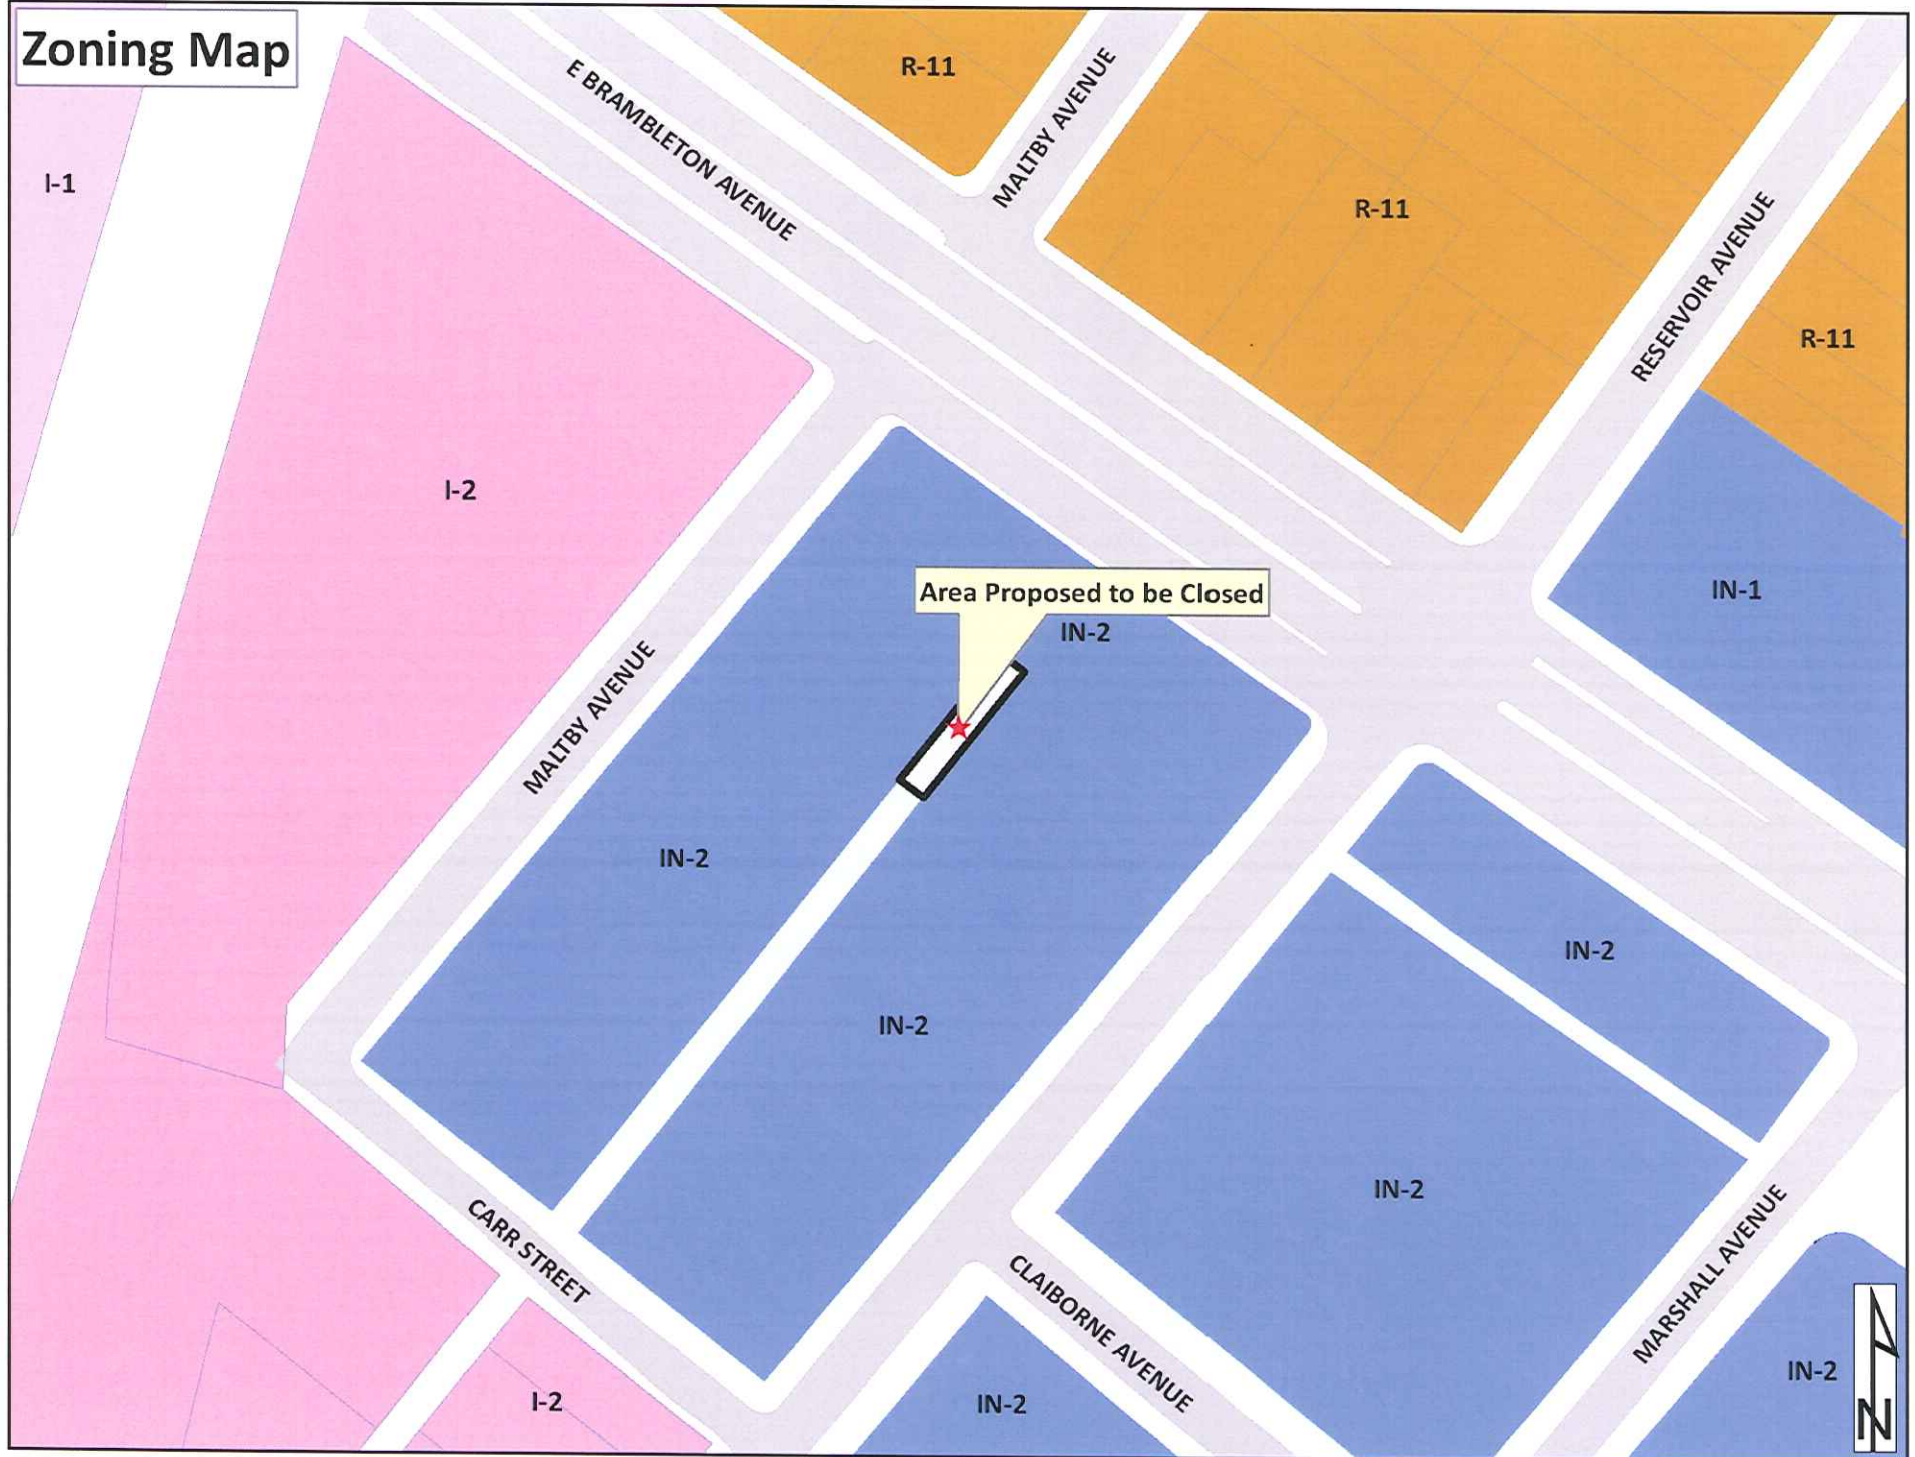 Zoning Map
R-11
E BRAMBLETON AVENUE
MALTBY AVENUE
I-1
R-11
RESERVOIR AVENUE
R-11
I-2
IN-1
Area Proposed to be Closed
IN-2
MALTBY AVENUE
IN-2
IN-2
IN-2
IN-2
CARR STREET
CLAIBORNE AVENUE
MARSHALL AVENUE
I-2
IN-2
IN-2
N